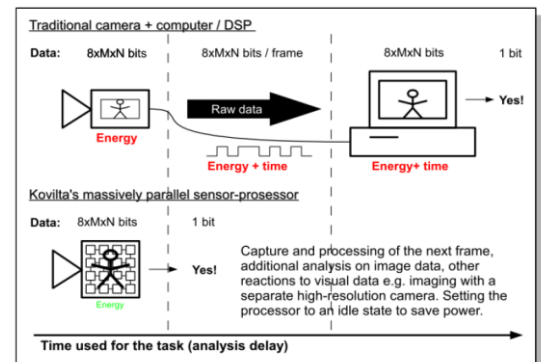 Traditional camera + computer / DSP
Data: 8xMxN bits 8xMxN bits / frame 8xMxN bits 1 bit
Raw data
Yes!
Energy
Energy + time
Energy+ time
Kovilta's massively parallel sensor-prosessor
Data: 8xMxN bits 1 bit
Yes!
Energy
Capture and processing of the next frame,
additional analysis on image data, other
reactions to visual data e.g. imaging with a
separate high-resolution camera. Setting the
processor to an idle state to save power.
Time used for the task (analysis delay)